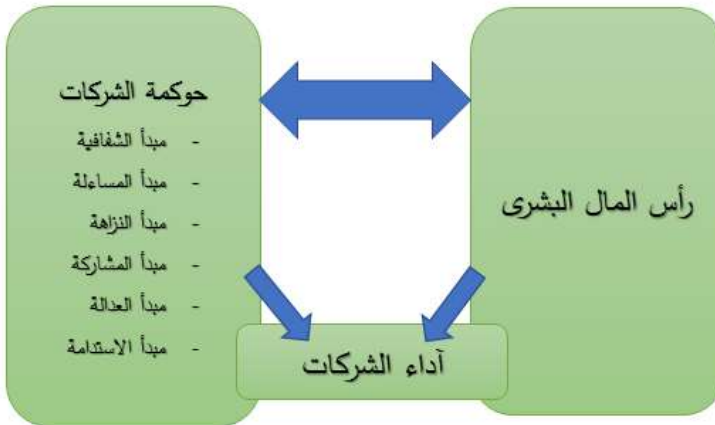 حوكمة الشركات
- مبدأ الشفافية
- مبدأ المساءلة
- مبدأ النزاهة
- مبدأ المشاركة
- مبدأ العدالة
- مبدأ الاستدامة
رأس المال البشرى
آداء الشركات